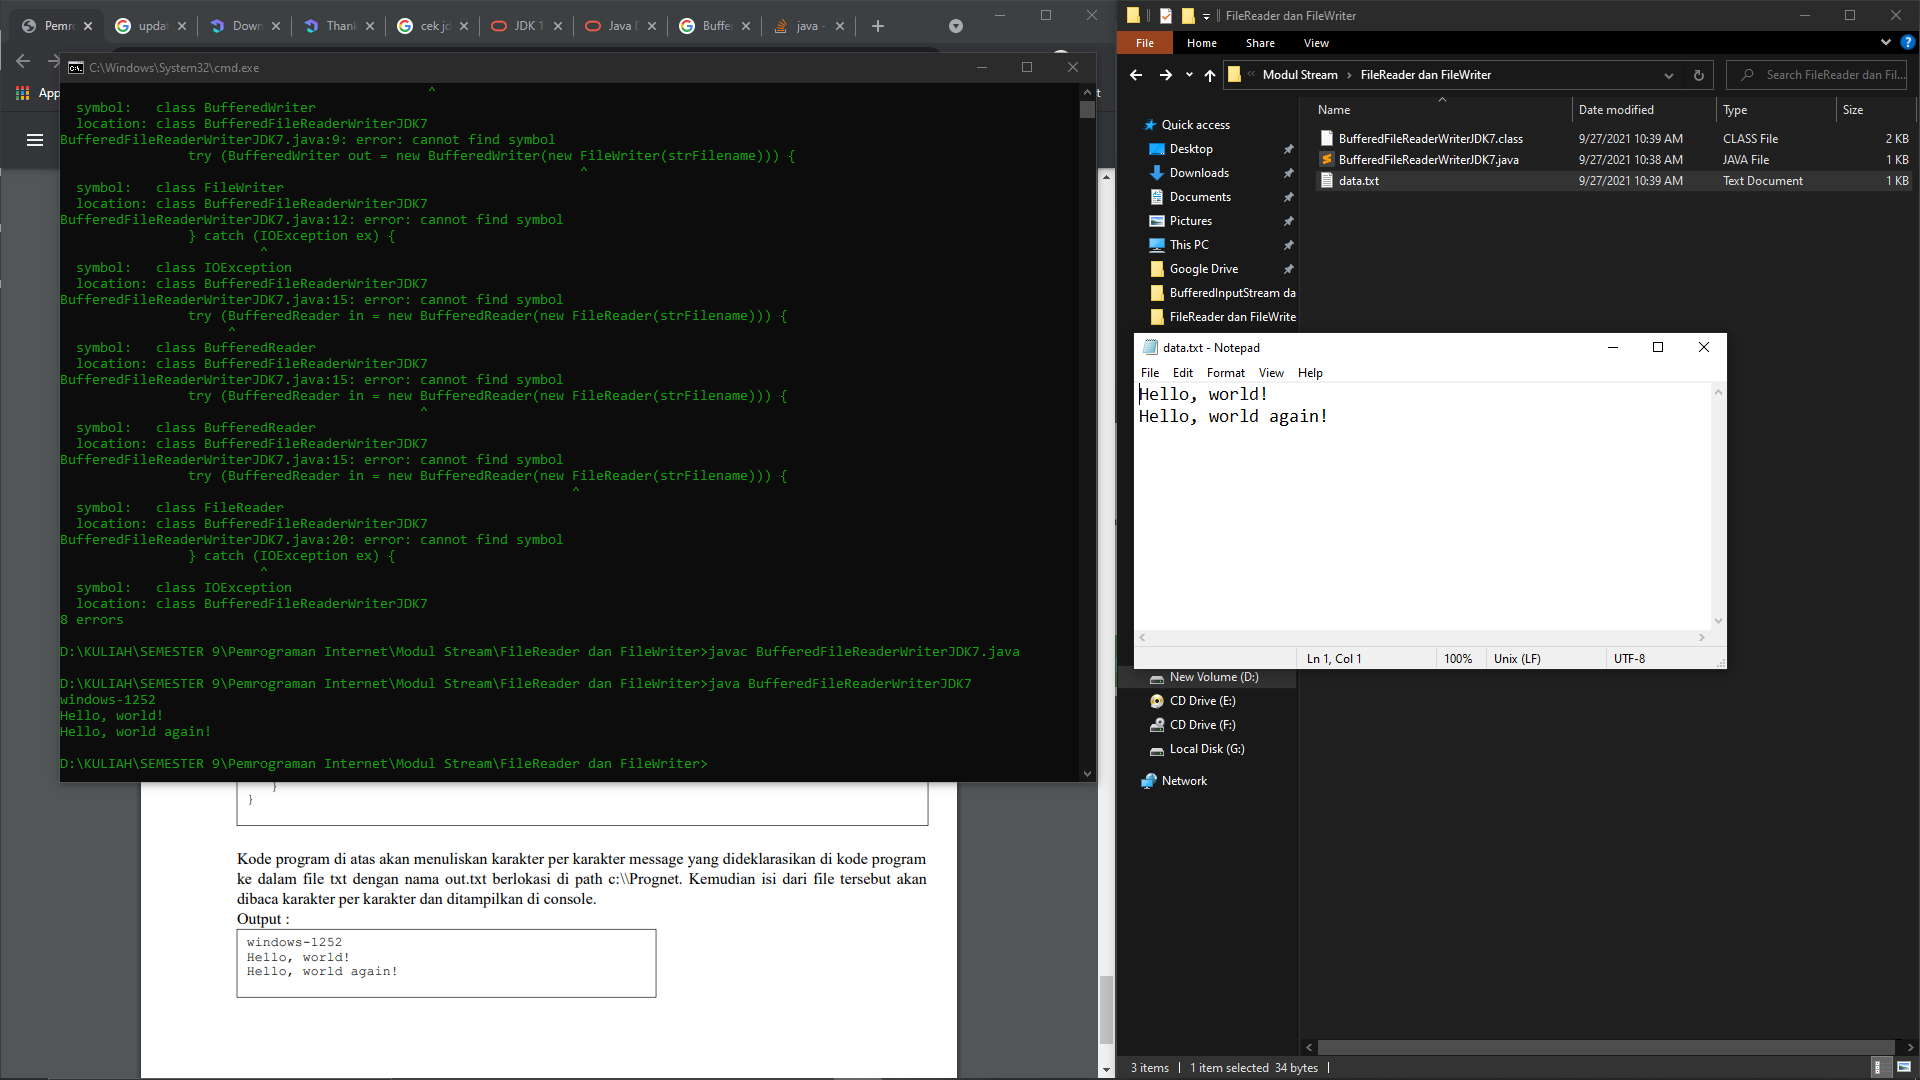 Pemr
updat
Down
Thank
cek jd
JDK 1
Java D
Buffer
java -
App
C:\Windows\System32\cmd.exe
^
symbol:   class BufferedWriter
location: class BufferedFileReaderWriterJDK7
BufferedFileReaderWriterJDK7.java:9: error: cannot find symbol
try (BufferedWriter out = new BufferedWriter(new FileWriter(strFilename))) {
^
symbol:   class FileWriter
location: class BufferedFileReaderWriterJDK7
BufferedFileReaderWriterJDK7.java:12: error: cannot find symbol
} catch (IOException ex) {
^
symbol:   class IOException
location: class BufferedFileReaderWriterJDK7
BufferedFileReaderWriterJDK7.java:15: error: cannot find symbol
try (BufferedReader in = new BufferedReader(new FileReader(strFilename))) {
^
symbol:   class BufferedReader
location: class BufferedFileReaderWriterJDK7
BufferedFileReaderWriterJDK7.java:15: error: cannot find symbol
try (BufferedReader in = new BufferedReader(new FileReader(strFilename))) {
^
symbol:   class BufferedReader
location: class BufferedFileReaderWriterJDK7
BufferedFileReaderWriterJDK7.java:15: error: cannot find symbol
try (BufferedReader in = new BufferedReader(new FileReader(strFilename))) {
^
symbol:   class FileReader
location: class BufferedFileReaderWriterJDK7
BufferedFileReaderWriterJDK7.java:20: error: cannot find symbol
} catch (IOException ex) {
^
symbol:   class IOException
location: class BufferedFileReaderWriterJDK7
8 errors
D:\KULIAH\SEMESTER 9\Pemrograman Internet\Modul Stream\FileReader dan FileWriter>javac BufferedFileReaderWriterJDK7.java
D:\KULIAH\SEMESTER 9\Pemrograman Internet\Modul Stream\FileReader dan FileWriter>java BufferedFileReaderWriterJDK7
windows-1252
Hello, world!
Hello, world again!
D:\KULIAH\SEMESTER 9\Pemrograman Internet\Modul Stream\FileReader dan FileWriter>
}
}
Kode program di atas akan menuliskan karakter per karakter message yang dideklarasikan di kode program
ke dalam file txt dengan nama out.txt berlokasi di path c:\\Prognet. Kemudian isi dari file tersebut akan
dibaca karakter per karakter dan ditampilkan di console.
Output :
windows-1252
Hello, world!
Hello, world again!
FileReader dan FileWriter
File Home Share View
« Modul Stream › FileReader dan FileWriter
Search FileReader dan Fil...
Name Date modified Type Size
BufferedFileReaderWriterJDK7.class 9/27/2021 10:39 AM CLASS File 2 KB
BufferedFileReaderWriterJDK7.java 9/27/2021 10:38 AM JAVA File 1 KB
data.txt 9/27/2021 10:39 AM Text Document 1 KB
Quick access
Desktop
Downloads
Documents
Pictures
This PC
Google Drive
BufferedInputStream da
FileReader dan FileWrite
data.txt - Notepad
File Edit Format View Help
Hello, world!
Hello, world again!
Ln 1, Col 1 100% Unix (LF) UTF-8
New Volume (D:)
CD Drive (E:)
CD Drive (F:)
Local Disk (G:)
Network
3 items 1 item selected 34 bytes